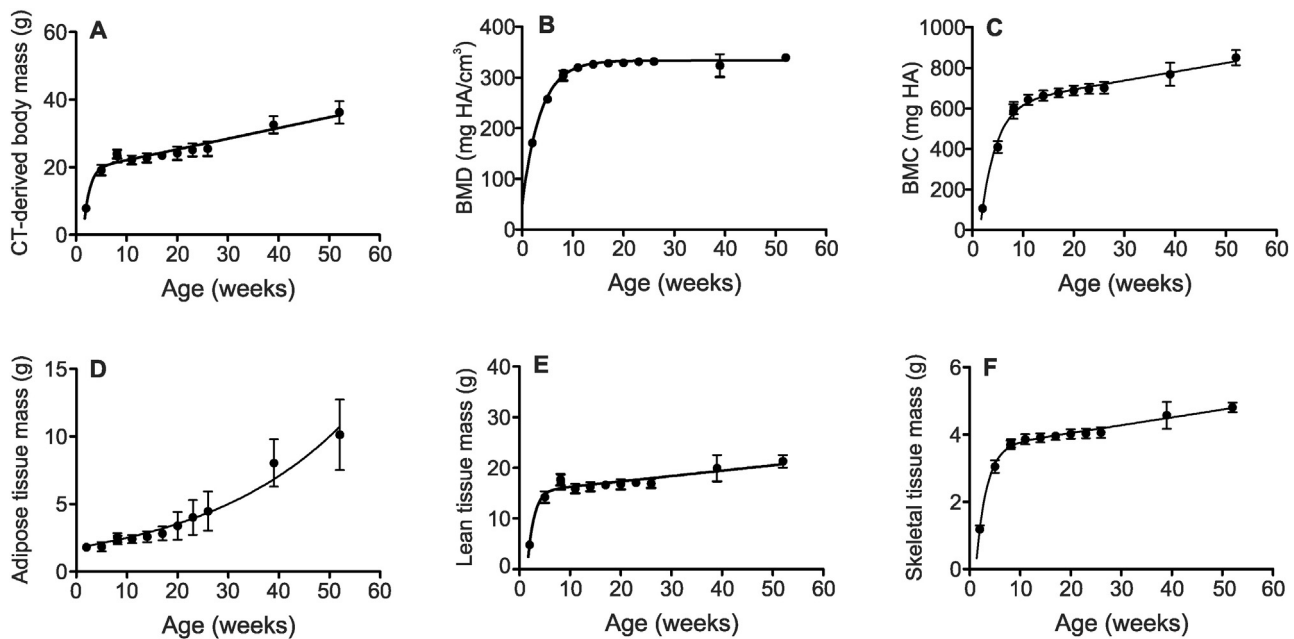 A
CT-derived body mass (g)
60
40
20
0
0 10 20 30 40 50 60
Age (weeks)
B
BMD (mg HA/cm³)
400
300
200
100
0
0 10 20 30 40 50 60
Age (weeks)
C
BMC (mg HA)
1000
800
600
400
200
0
0 10 20 30 40 50 60
Age (weeks)
D
Adipose tissue mass (g)
15
10
5
0
0 10 20 30 40 50 60
Age (weeks)
E
Lean tissue mass (g)
40
30
20
10
0
0 10 20 30 40 50 60
Age (weeks)
F
Skeletal tissue mass (g)
6
4
2
0
0 10 20 30 40 50 60
Age (weeks)